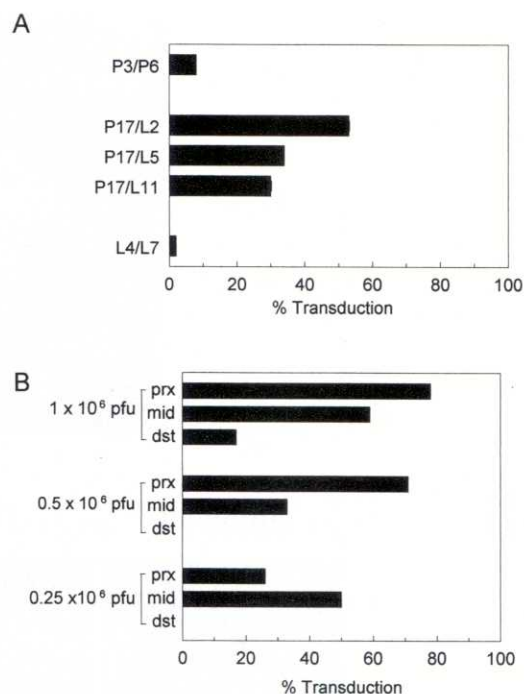 A
P3/P6
P17/L2
P17/L5
P17/L11
L4/L7
0 20 40 60 80 100
% Transduction
B
1 x 10⁶ pfu
prx
mid
dst
0.5 x 10⁶ pfu
prx
mid
dst
0.25 x10⁶ pfu
prx
mid
dst
0 20 40 60 80 100
% Transduction